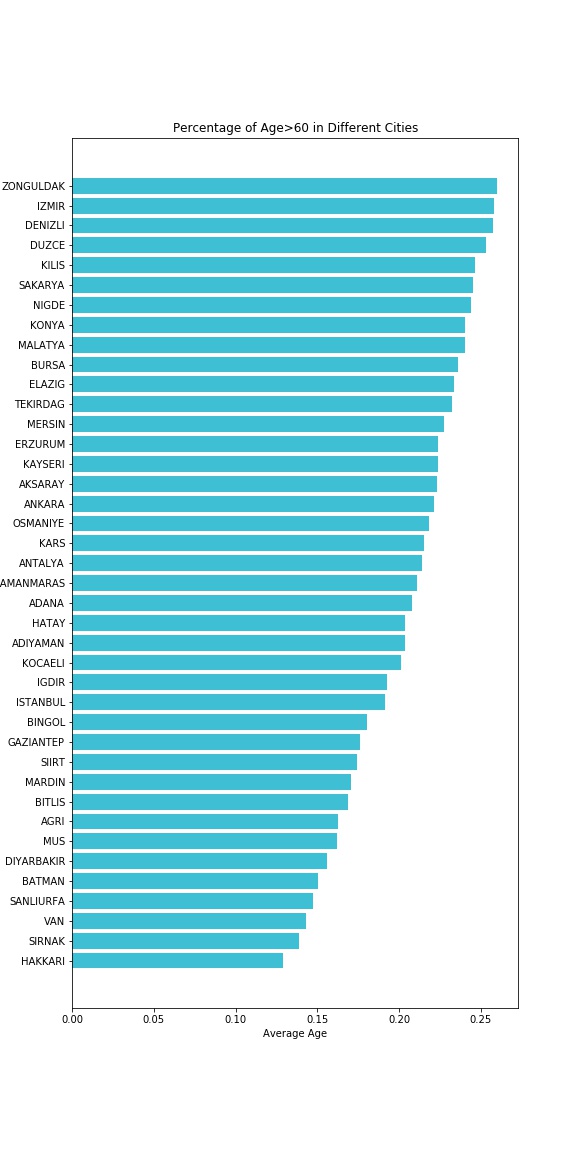 Percentage of Age>60 in Different Cities
ZONGULDAK
IZMIR
DENIZLI
DUZCE
KILIS
SAKARYA
NIGDE
KONYA
MALATYA
BURSA
ELAZIG
TEKIRDAG
MERSIN
ERZURUM
KAYSERI
AKSARAY
ANKARA
OSMANIYE
KARS
ANTALYA
AMANMARAS
ADANA
HATAY
ADIYAMAN
KOCAELI
IGDIR
ISTANBUL
BINGOL
GAZIANTEP
SIIRT
MARDIN
BITLIS
AGRI
MUS
DIYARBAKIR
BATMAN
SANLIURFA
VAN
SIRNAK
HAKKARI
0.00 0.05 0.10 0.15 0.20 0.25
Average Age